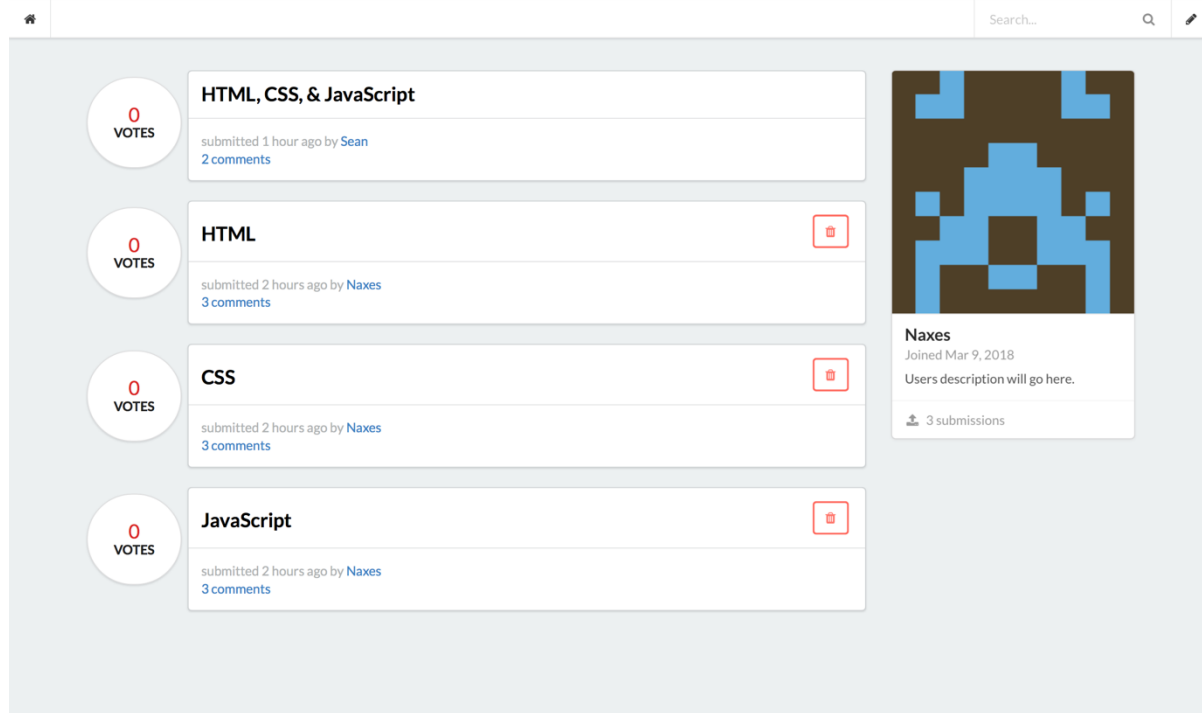 Search...
0
VOTES
HTML, CSS, & JavaScript
submitted 1 hour ago by Sean
2 comments
0
VOTES
HTML
submitted 2 hours ago by Naxes
3 comments
0
VOTES
CSS
submitted 2 hours ago by Naxes
3 comments
0
VOTES
JavaScript
submitted 2 hours ago by Naxes
3 comments
Naxes
Joined Mar 9, 2018
Users description will go here.
3 submissions